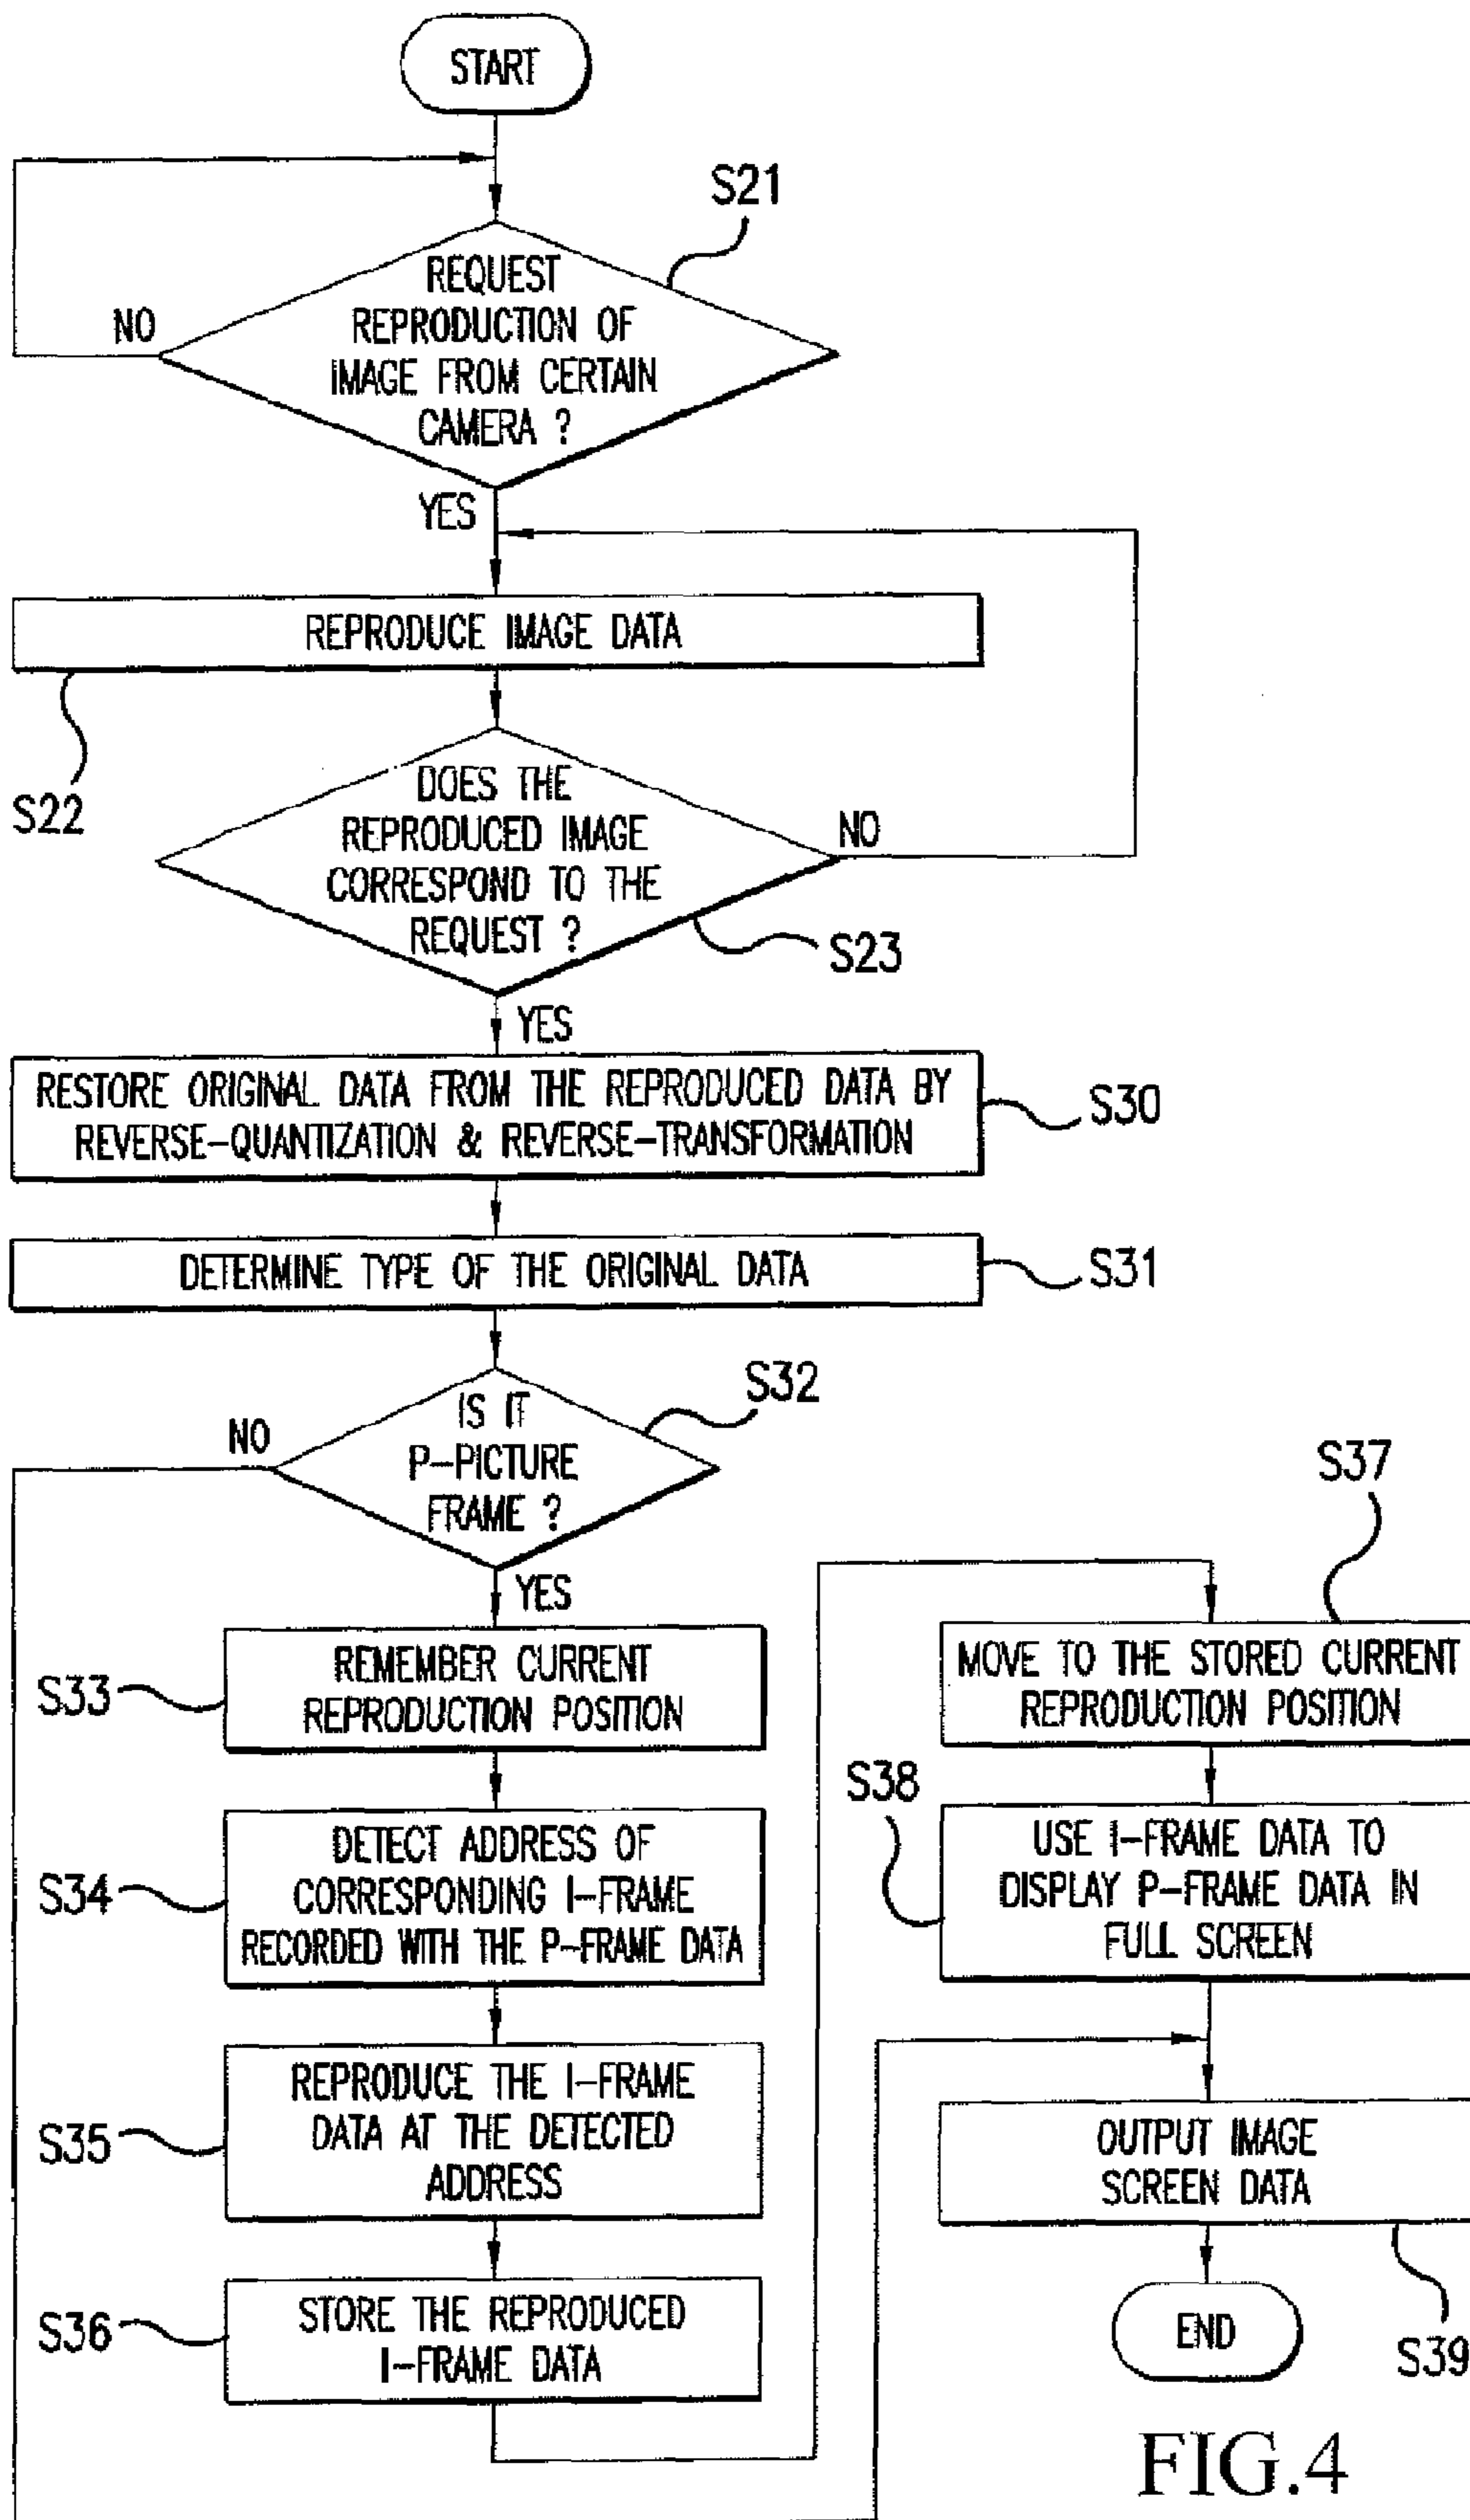 START
S21
REQUEST
REPRODUCTION OF
IMAGE FROM CERTAIN
CAMERA ?
NO
YES
REPRODUCE IMAGE DATA
S22
DOES THE
REPRODUCED IMAGE
CORRESPOND TO THE
REQUEST ?
NO
S23
YES
RESTORE ORIGINAL DATA FROM THE REPRODUCED DATA BY
REVERSE-QUANTIZATION & REVERSE-TRANSFORMATION
S30
DETERMINE TYPE OF THE ORIGINAL DATA
S31
IS IT
P-PICTURE
FRAME ?
S32
NO
YES
REMEMBER CURRENT
REPRODUCTION POSITION
S33
DETECT ADDRESS OF
CORRESPONDING I-FRAME
RECORDED WITH THE P-FRAME DATA
S34
REPRODUCE THE I-FRAME
DATA AT THE DETECTED
ADDRESS
S35
STORE THE REPRODUCED
I-FRAME DATA
S36
S37
MOVE TO THE STORED CURRENT
REPRODUCTION POSITION
S38
USE I-FRAME DATA TO
DISPLAY P-FRAME DATA IN
FULL SCREEN
OUTPUT IMAGE
SCREEN DATA
END
S39
FIG.4